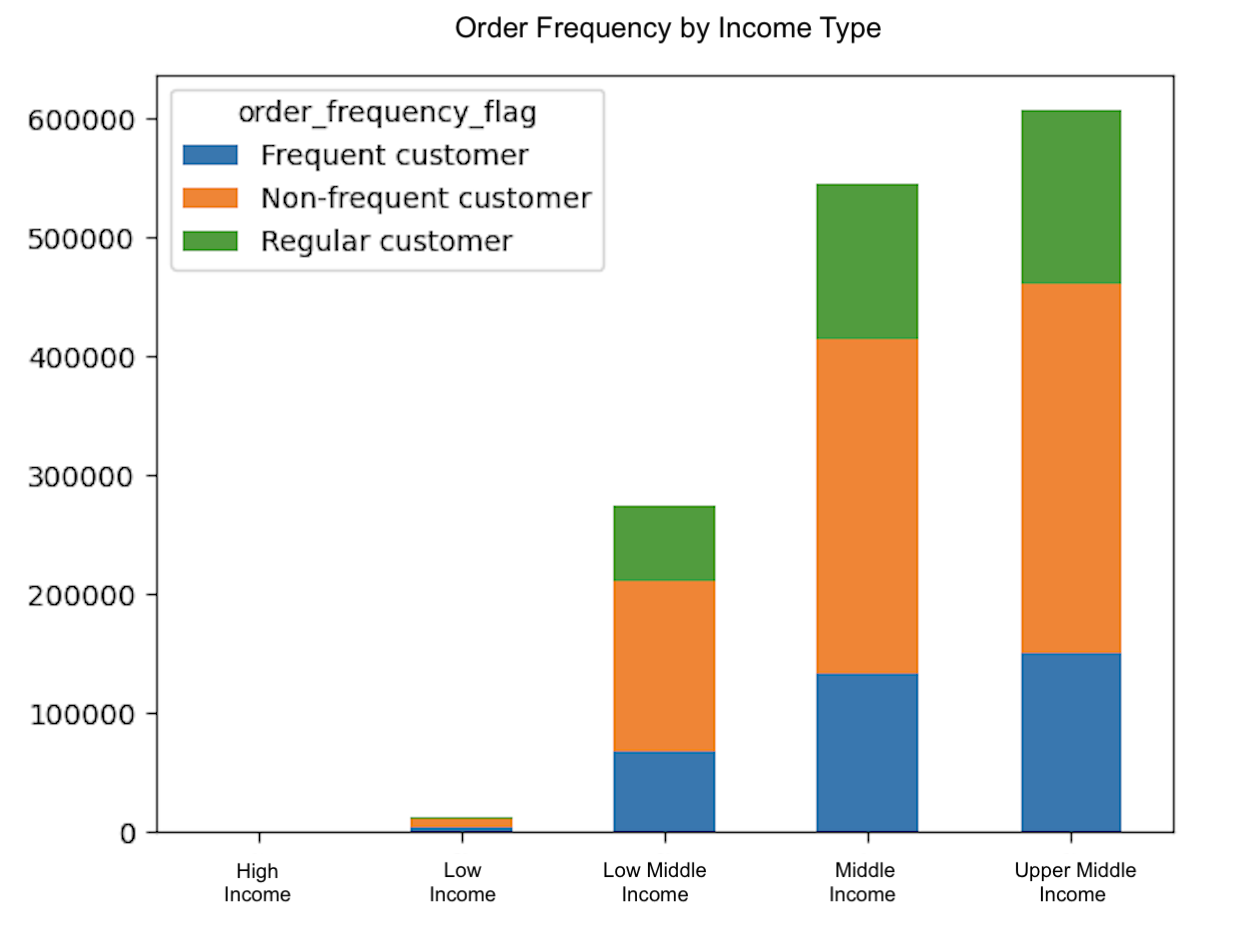 Order Frequency by Income Type
order_frequency_flag
Frequent customer
Non-frequent customer
Regular customer
600000
500000
400000
300000
200000
100000
0
High
Income
Low
Income
Low Middle
Income
Middle
Income
Upper Middle
Income